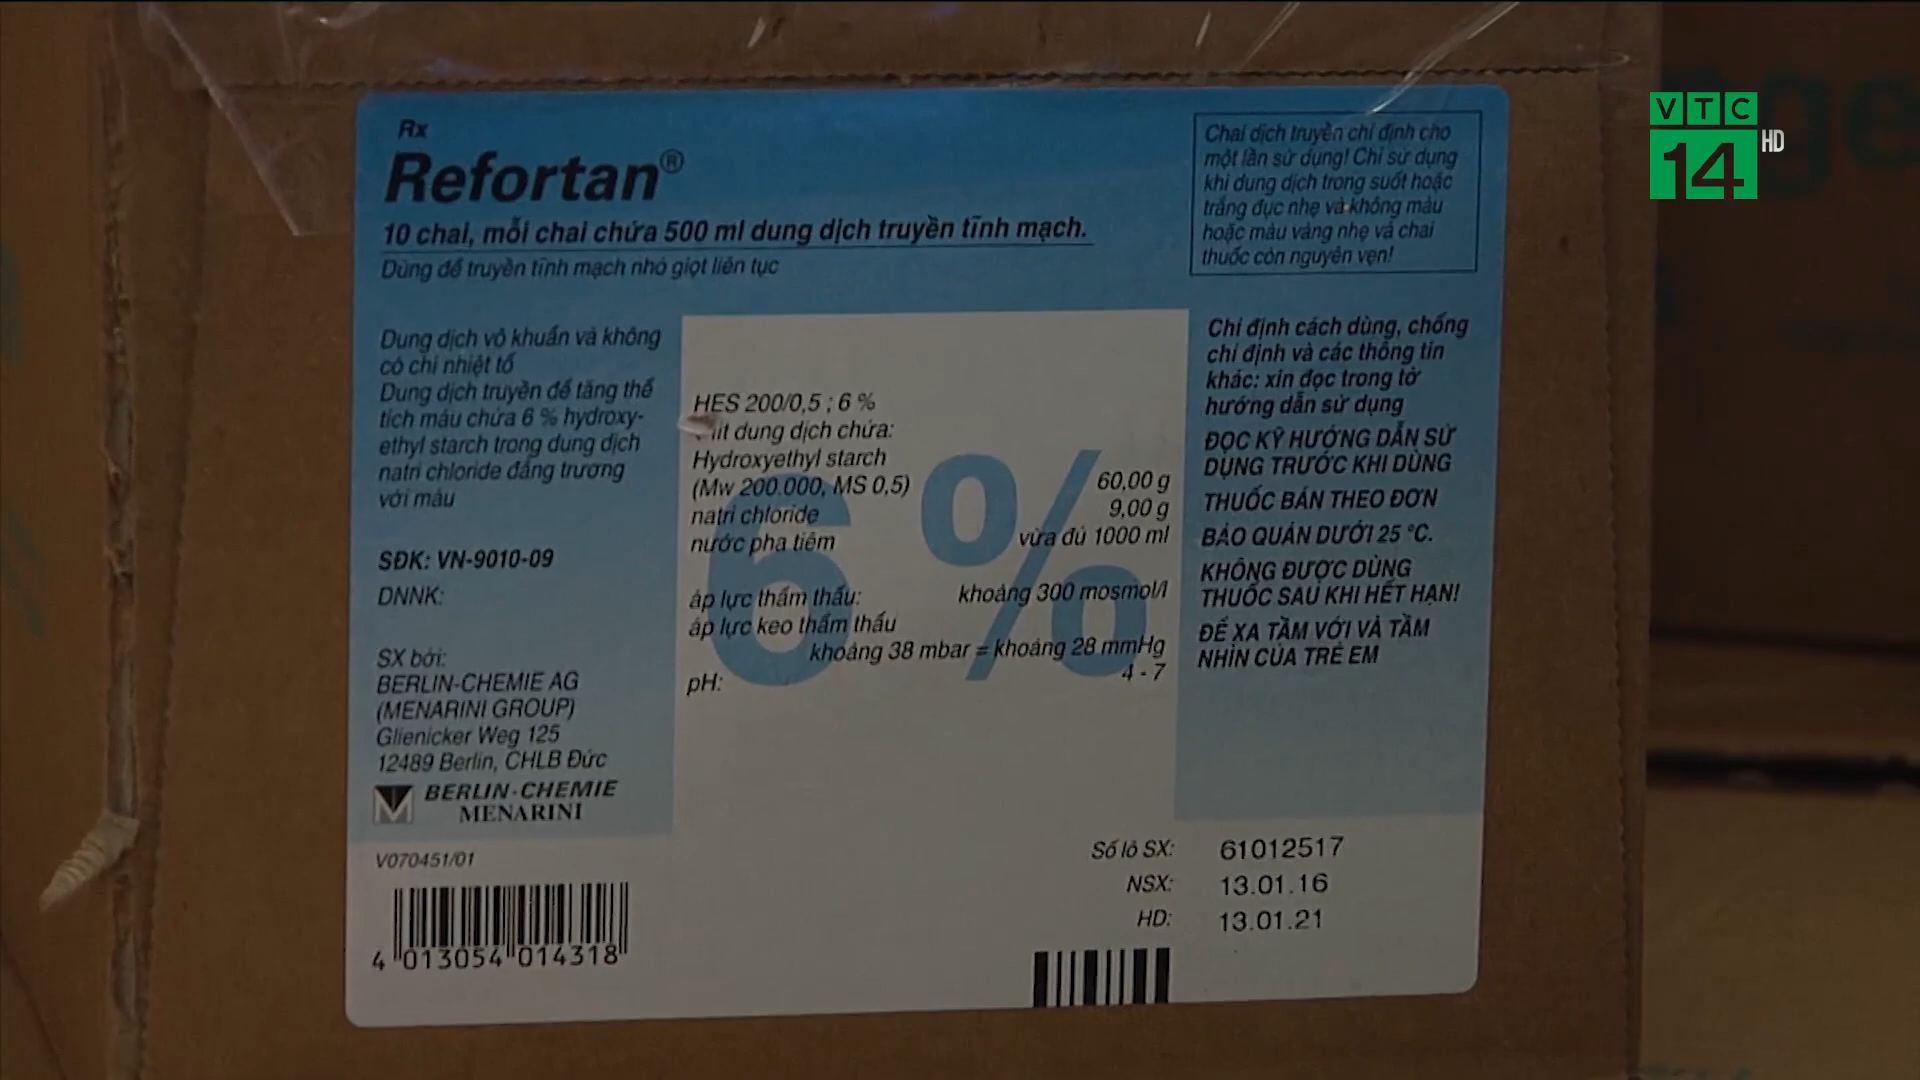 Rx
Refortan®
10 chai, mỗi chai chứa 500 ml dung dịch truyền tĩnh mạch.
Dùng để truyền tĩnh mạch nhỏ giọt liên tục
Chai dịch truyền chỉ định cho
một lần sử dụng! Chỉ sử dụng
khi dung dịch trong suốt hoặc
trắng đục nhẹ và không màu
hoặc màu vàng nhẹ và chai
thuốc còn nguyên vẹn!
VTC
14
HD
Dung dịch vô khuẩn và không
có chí nhiệt tố
Dung dịch truyền để tăng thể
tích máu chứa 6 % hydroxy-
ethyl starch trong dung dịch
natri chloride đẳng trương
với máu
SĐK: VN-9010-09
DNNK:
SX bởi:
BERLIN-CHEMIE AG
(MENARINI GROUP)
Glienicker Weg 125
12489 Berlin, CHLB Đức
BERLIN-CHEMIE
MENARINI
V070451/01
4 013054 014318
6 %
HES 200/0,5 ; 6 %
lít dung dịch chứa:
Hydroxyethyl starch
(Mw 200.000, MS 0,5) 60,00 g
natri chloride 9,00 g
nước pha tiêm vừa đủ 1000 ml
áp lực thẩm thấu: khoảng 300 mosmol/l
áp lực keo thẩm thấu
khoảng 38 mbar = khoảng 28 mmHg
pH: 4 - 7
Chỉ định cách dùng, chống
chỉ định và các thông tin
khác: xin đọc trong tờ
hướng dẫn sử dụng
ĐỌC KỸ HƯỚNG DẪN SỬ
DỤNG TRƯỚC KHI DÙNG
THUỐC BÁN THEO ĐƠN
BẢO QUẢN DƯỚI 25 °C.
KHÔNG ĐƯỢC DÙNG
THUỐC SAU KHI HẾT HẠN!
ĐỂ XA TẦM VỚI VÀ TẦM
NHÌN CỦA TRẺ EM
Số lô SX: 61012517
NSX: 13.01.16
HD: 13.01.21